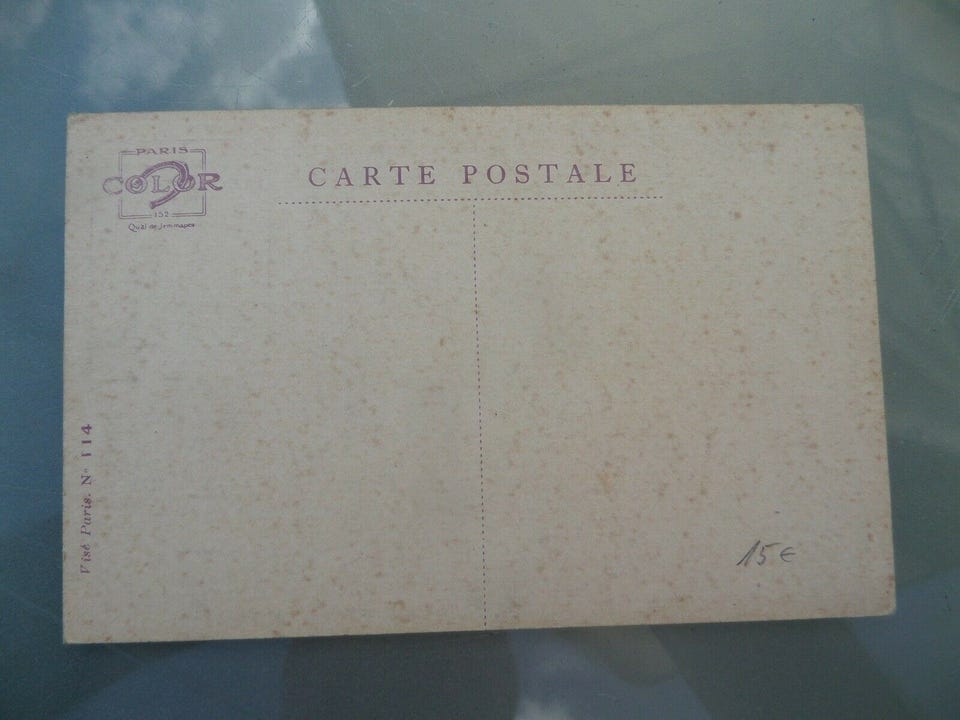 PARIS
COLOR
152
Quai de Jemmapes
CARTE POSTALE
Visé Paris. N° 114
15€